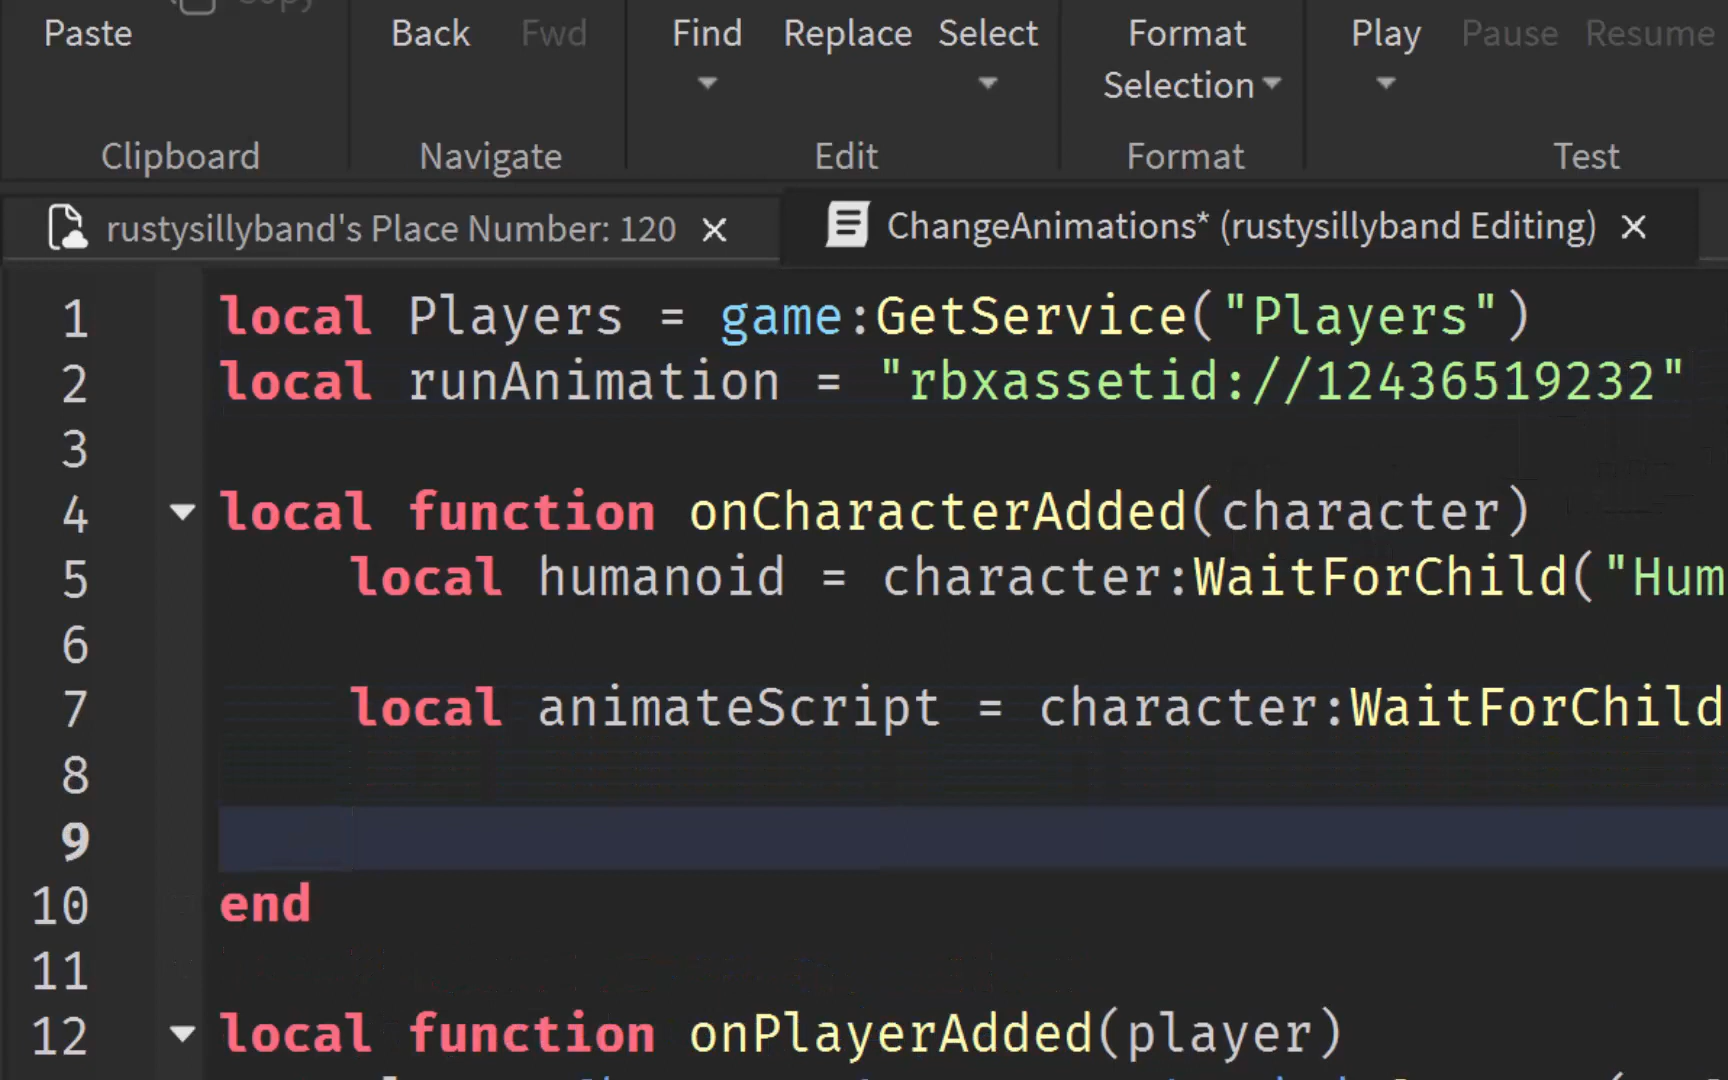 Copy
Paste Back Fwd Find Replace Select Format Selection Play Pause Resume
Clipboard Navigate Edit Format Test
rustysillyband's Place Number: 120 ChangeAnimations* (rustysillyband Editing)
1 local Players = game:GetService("Players")
2 local runAnimation = "rbxassetid://12436519232"
3
4 local function onCharacterAdded(character)
5 local humanoid = character:WaitForChild("Hum
6
7 local animateScript = character:WaitForChild
8
9
10 end
11
12 local function onPlayerAdded(player)